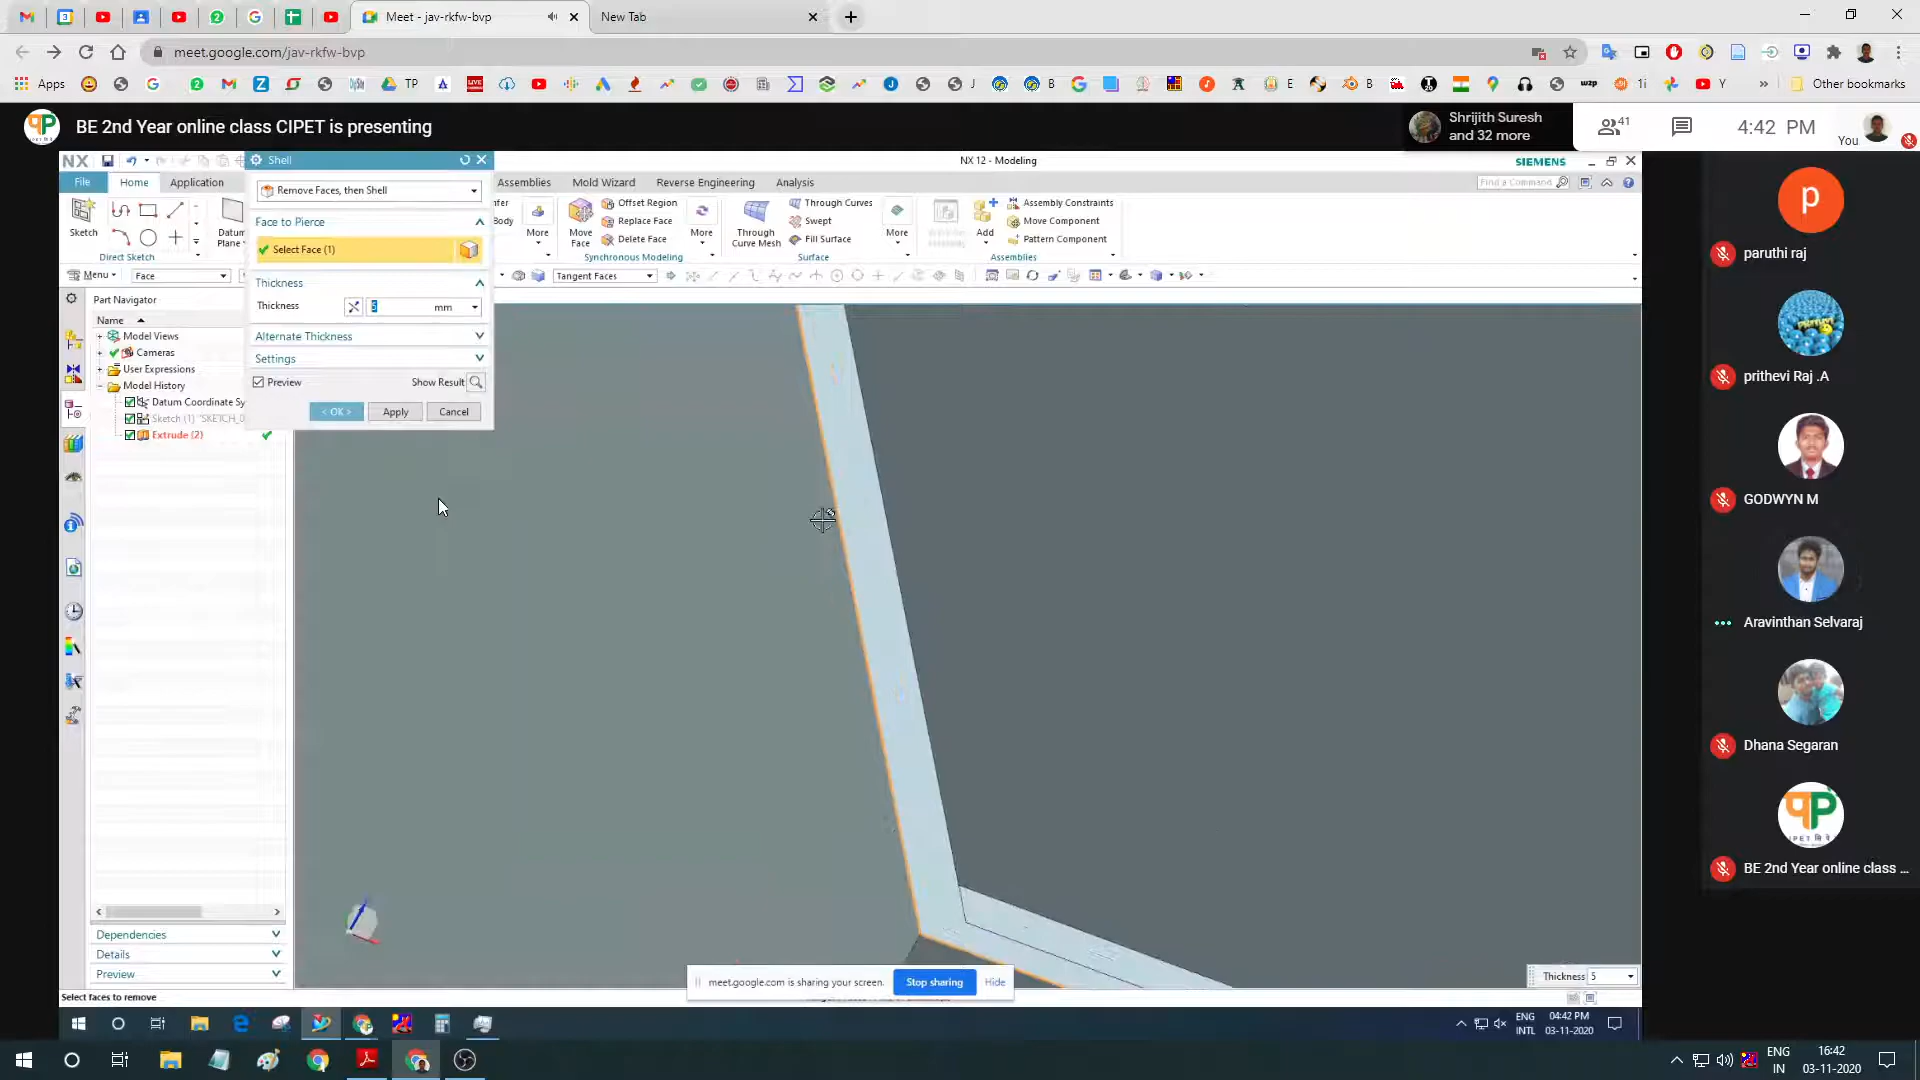 Meet - jav-rkfw-bvp
New Tab
meet.google.com/jav-rkfw-bvp
Apps
TP
LIVE
J
B
E
B
1i
Y
Other bookmarks
BE 2nd Year online class CIPET is presenting
Shrijith Suresh
and 32 more
41
4:42 PM
You
NX
Shell
NX 12 - Modeling
SIEMENS
File
Home
Application
Assemblies
Mold Wizard
Reverse Engineering
Analysis
Find a Command
Remove Faces, then Shell
Face to Pierce
Select Face (1)
Thickness
Thickness
5
mm
Alternate Thickness
Settings
Preview
Show Result
< OK >
Apply
Cancel
Sketch
Datum
Plane
Direct Sketch
More
Move
Face
Offset Region
Replace Face
Delete Face
More
Synchronous Modeling
Through
Curve Mesh
Through Curves
Swept
Fill Surface
More
Surface
Add
Assembly Constraints
Move Component
Pattern Component
Assemblies
Menu
Face
Tangent Faces
Part Navigator
Name
Model Views
Cameras
User Expressions
Model History
Datum Coordinate Sy
Sketch (1) "SKETCH_0
Extrude (2)
Dependencies
Details
Preview
Select faces to remove
meet.google.com is sharing your screen.
Stop sharing
Hide
Thickness 5
ENG
INTL
04:42 PM
03-11-2020
p
paruthi raj
prithevi Raj .A
GODWYN M
Aravinthan Selvaraj
Dhana Segaran
BE 2nd Year online class ...
ENG
IN
16:42
03-11-2020